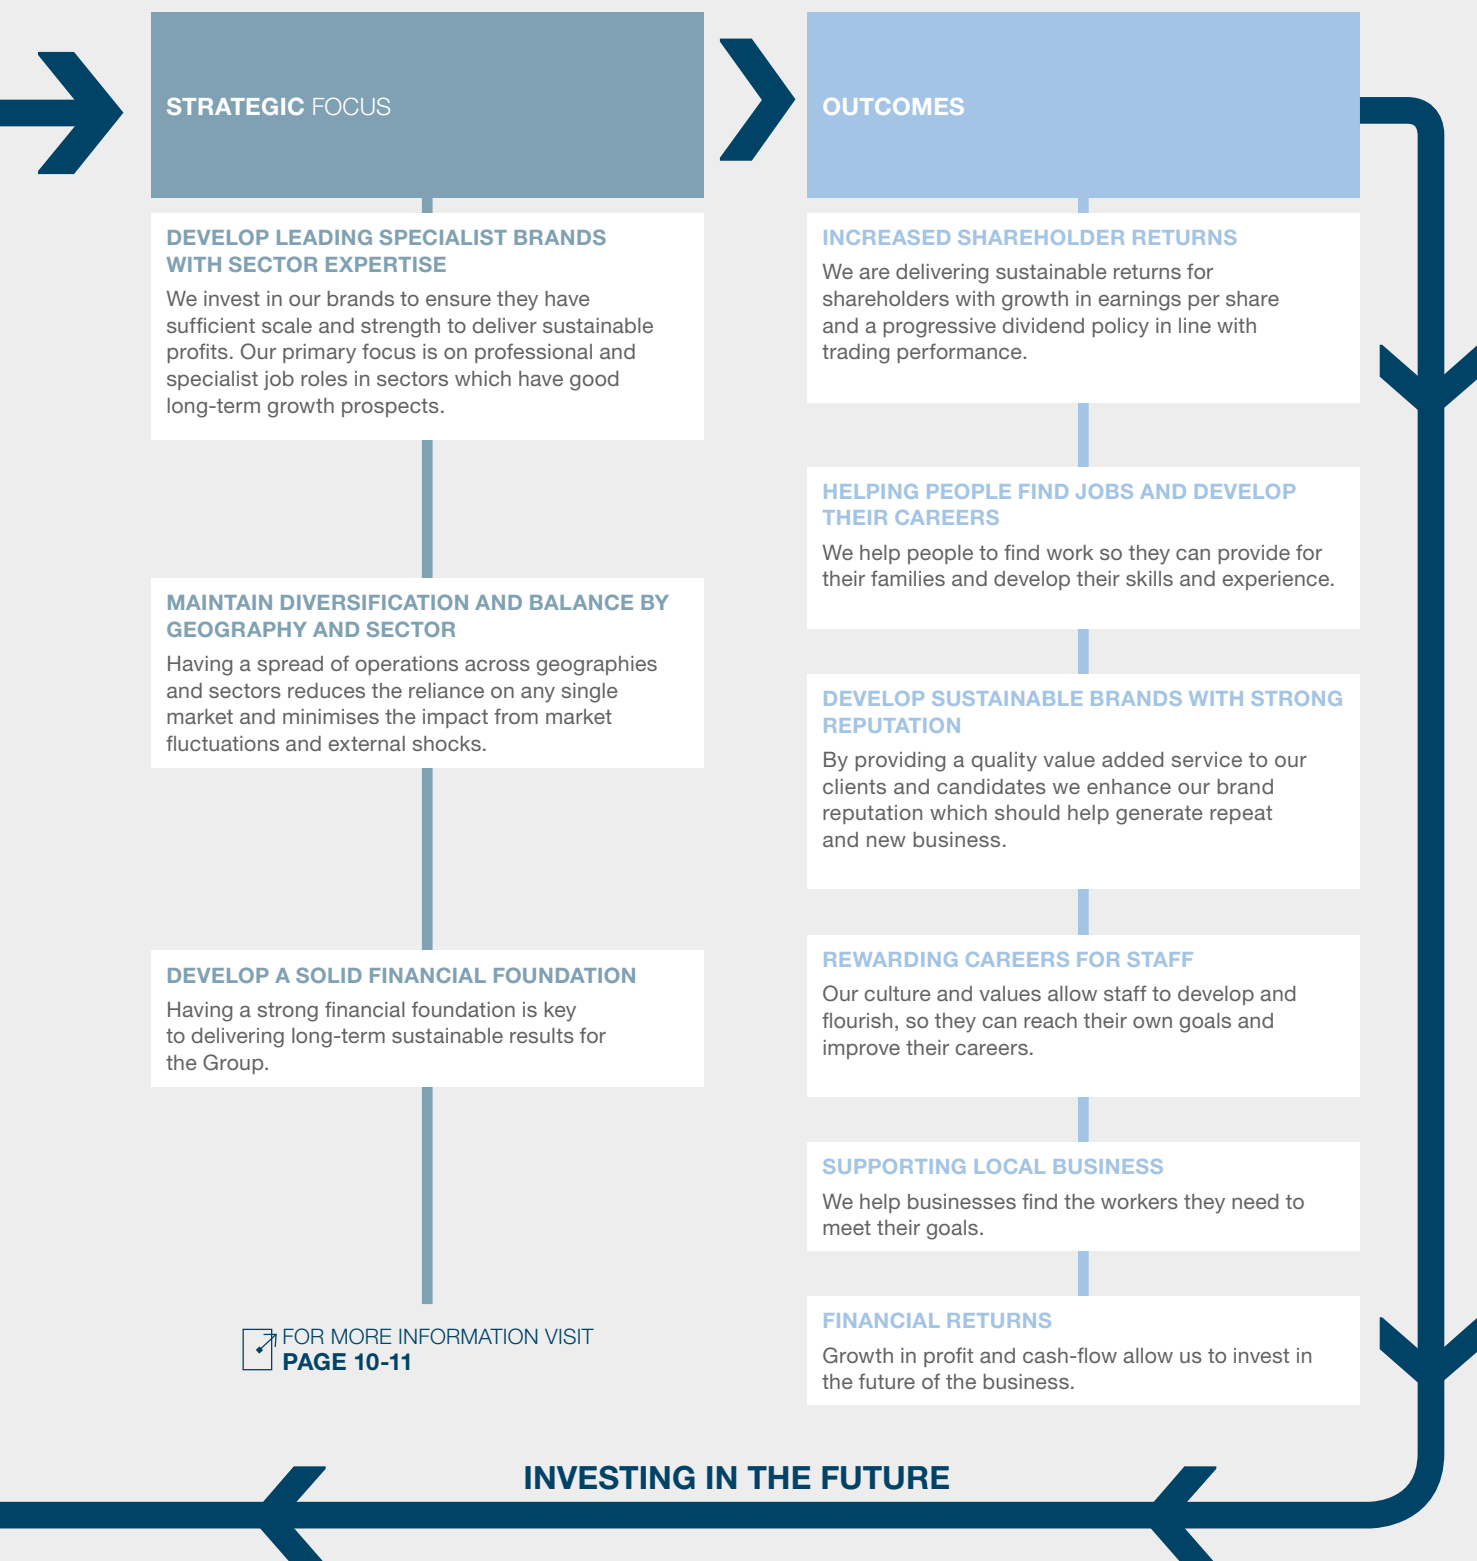 STRATEGIC FOCUS
DEVELOP LEADING SPECIALIST BRANDS
WITH SECTOR EXPERTISE
We invest in our brands to ensure they have
sufficient scale and strength to deliver sustainable
profits. Our primary focus is on professional and
specialist job roles in sectors which have good
long-term growth prospects.
MAINTAIN DIVERSIFICATION AND BALANCE BY
GEOGRAPHY AND SECTOR
Having a spread of operations across geographies
and sectors reduces the reliance on any single
market and minimises the impact from market
fluctuations and external shocks.
DEVELOP A SOLID FINANCIAL FOUNDATION
Having a strong financial foundation is key
to delivering long-term sustainable results for
the Group.
FOR MORE INFORMATION VISIT
PAGE 10-11
OUTCOMES
INCREASED SHAREHOLDER RETURNS
We are delivering sustainable returns for
shareholders with growth in earnings per share
and a progressive dividend policy in line with
trading performance.
HELPING PEOPLE FIND JOBS AND DEVELOP
THEIR CAREERS
We help people to find work so they can provide for
their families and develop their skills and experience.
DEVELOP SUSTAINABLE BRANDS WITH STRONG
REPUTATION
By providing a quality value added service to our
clients and candidates we enhance our brand
reputation which should help generate repeat
and new business.
REWARDING CAREERS FOR STAFF
Our culture and values allow staff to develop and
flourish, so they can reach their own goals and
improve their careers.
SUPPORTING LOCAL BUSINESS
We help businesses find the workers they need to
meet their goals.
FINANCIAL RETURNS
Growth in profit and cash-flow allow us to invest in
the future of the business.
INVESTING IN THE FUTURE